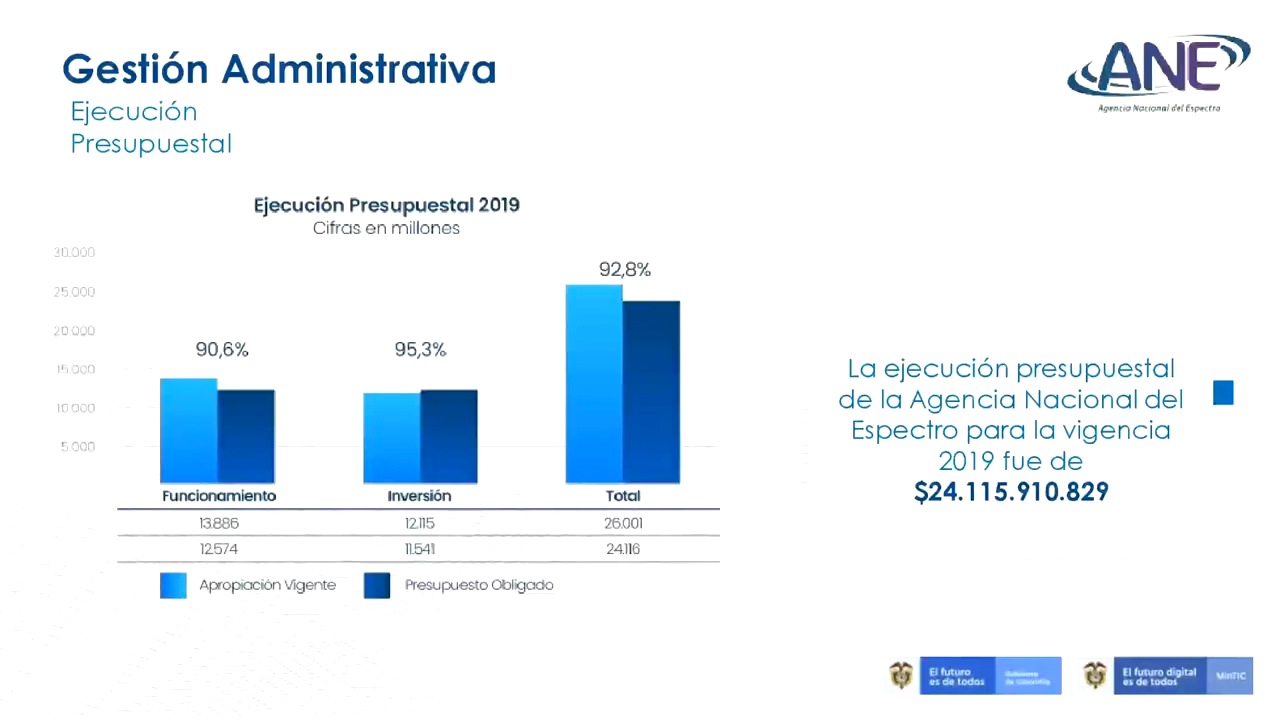 Gestión Administrativa
Ejecución
Presupuestal
ANE
Agencia Nacional del Espectro
Ejecución Presupuestal 2019
Cifras en millones
30.000
25.000
20.000
15.000
10.000
5.000
90,6%
95,3%
92,8%
Funcionamiento Inversión Total
13.886 12.115 26.001
12.574 11.541 24.116
Apropiación Vigente Presupuesto Obligado
La ejecución presupuestal
de la Agencia Nacional del
Espectro para la vigencia
2019 fue de
$24.115.910.829
El futuro
es de todos
Gobierno
de Colombia
El futuro digital
es de todos
MinTIC